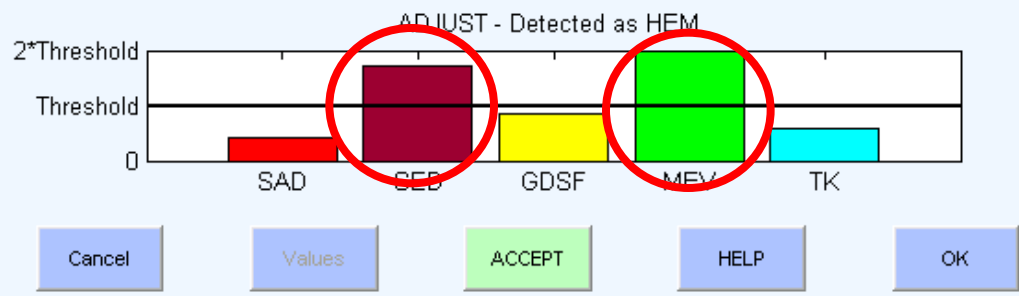 ADJUST - Detected as HEM
2*Threshold
Threshold
0
SAD SED GDSF MEV TK
Cancel Values ACCEPT HELP OK